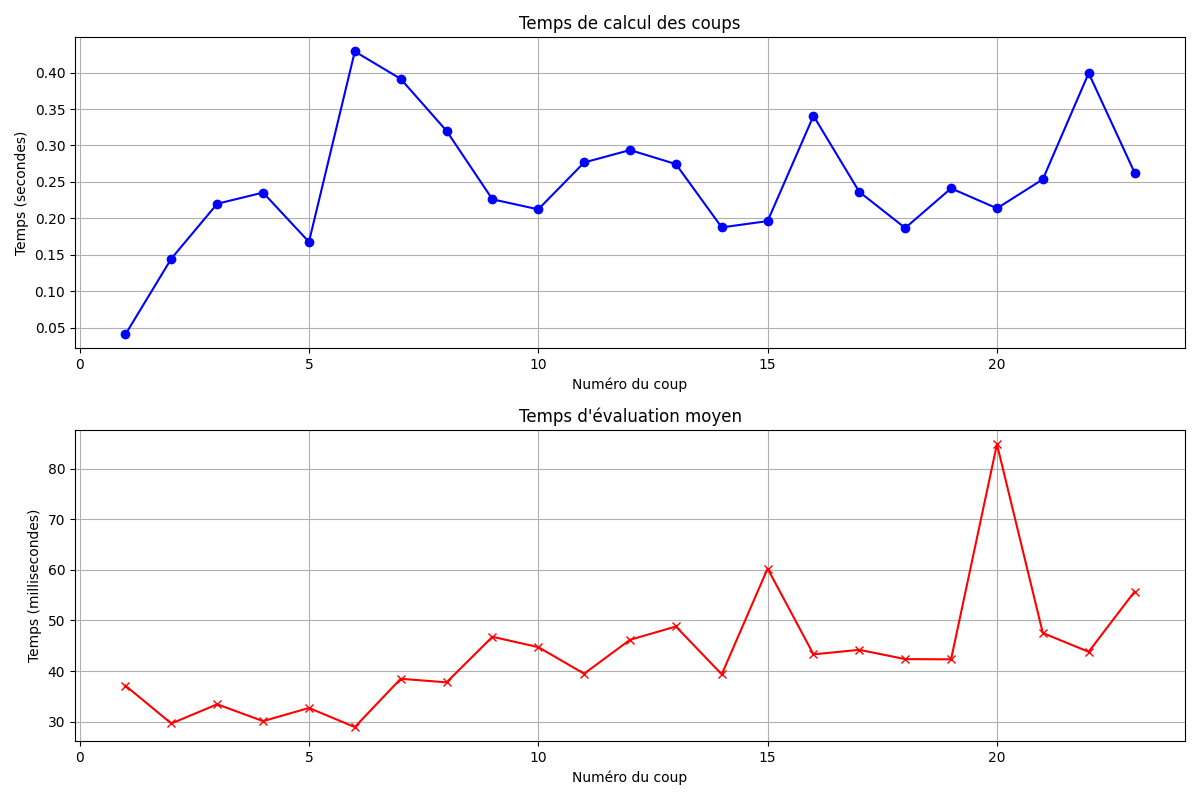 Temps de calcul des coups
Temps (secondes)
0.40
0.35
0.30
0.25
0.20
0.15
0.10
0.05
0 5 10 15 20
Numéro du coup
Temps d'évaluation moyen
Temps (millisecondes)
80
70
60
50
40
30
0 5 10 15 20
Numéro du coup